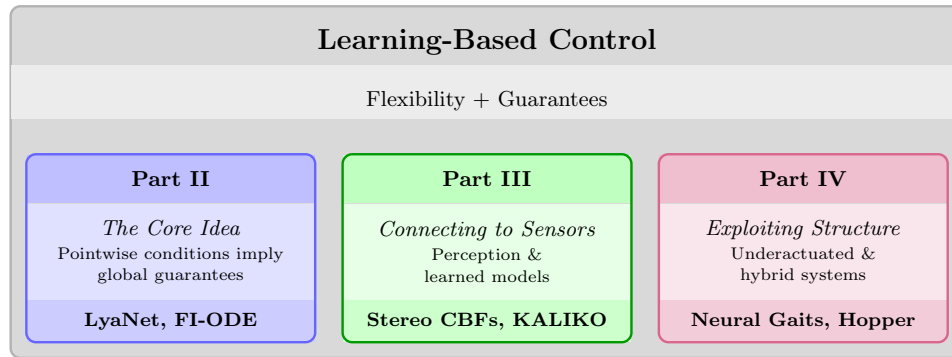 Learning-Based Control
Flexibility + Guarantees
Part II
The Core Idea
Pointwise conditions imply
global guarantees
LyaNet, FI-ODE
Part III
Connecting to Sensors
Perception &
learned models
Stereo CBFs, KALIKO
Part IV
Exploiting Structure
Underactuated &
hybrid systems
Neural Gaits, Hopper